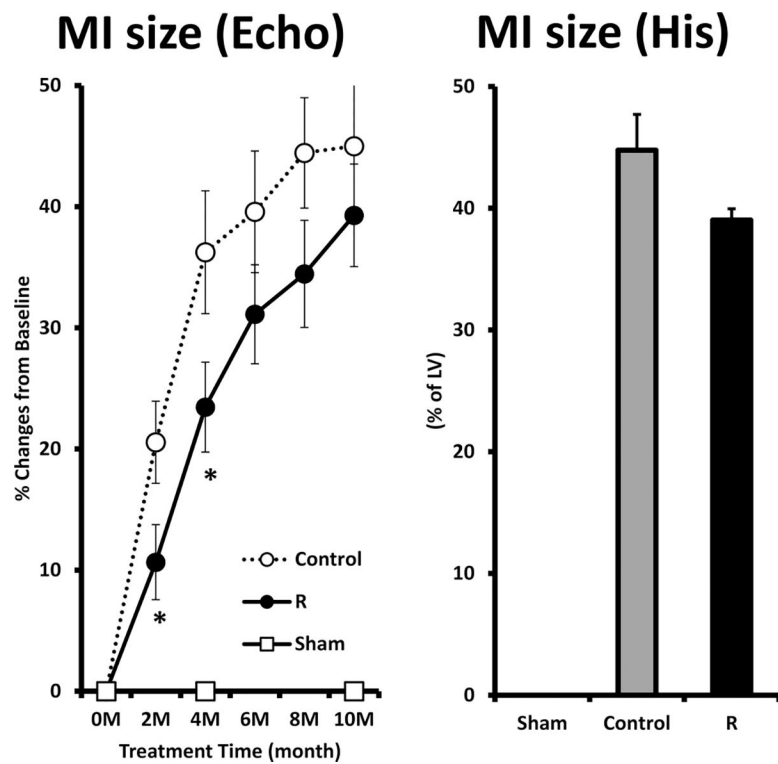 MI size (Echo)
50
40
30
20
10
0
% Changes from Baseline
*
*
Control
R
Sham
0M 2M 4M 6M 8M 10M
Treatment Time (month)
MI size (His)
50
40
30
20
10
0
(% of LV)
Sham Control R